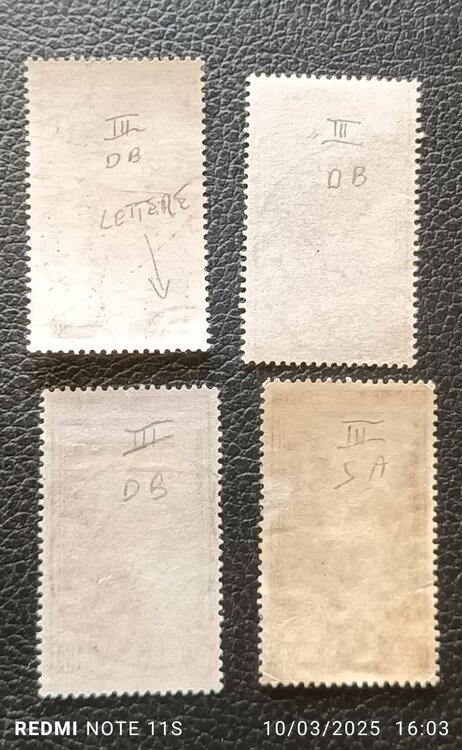 III
DB
LETTERE
III
DB
III
DB
III
SA
REDMI NOTE 11S
10/03/2025 16:03